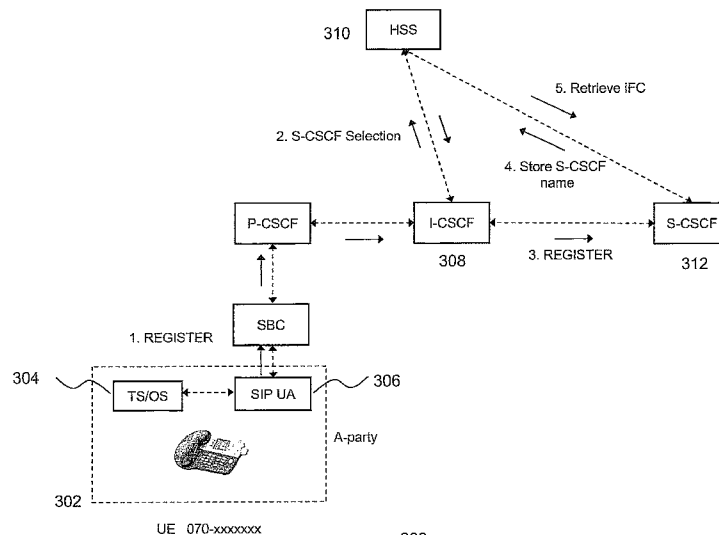 310
HSS
5. Retrieve iFC
2. S-CSCF Selection
4. Store S-CSCF
name
P-CSCF
I-CSCF
S-CSCF
308
3. REGISTER
312
SBC
1. REGISTER
304
TS/OS
SIP UA
306
A-party
302
UE 070-xxxxxxx